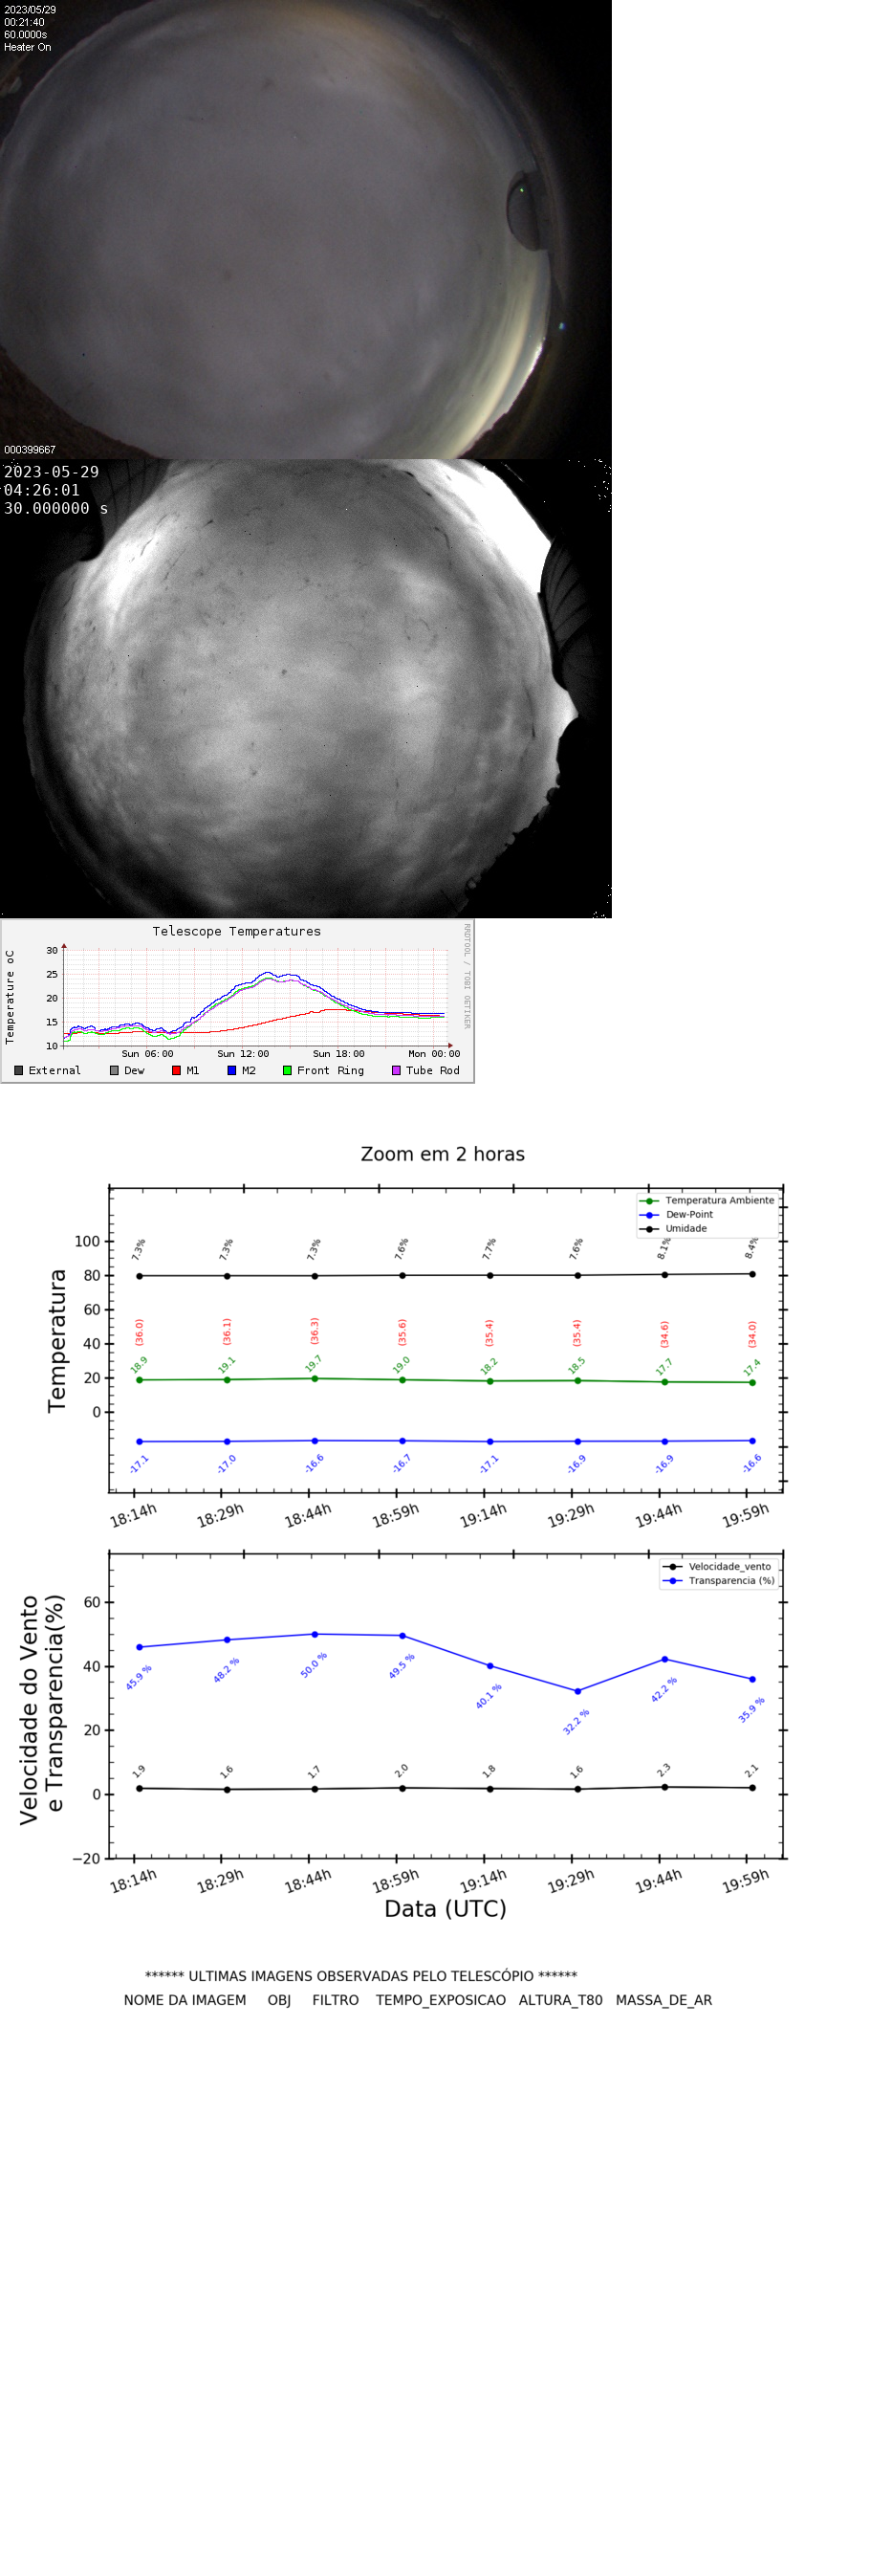 2023/05/29
00:21:40
60.0000s
Heater On
000399667
2023-05-29
04:26:01
30.000000 s
Telescope Temperatures
RRDTOOL / TOBI OETIKER
Temperature oC
30
25
20
15
10
Sun 06:00 Sun 12:00 Sun 18:00 Mon 00:00
External Dew M1 M2 Front Ring Tube Rod
Zoom em 2 horas
Temperatura Ambiente
Dew-Point
Umidade
Temperatura
100
80
60
40
20
0
7.3% 7.3% 7.3% 7.6% 7.7% 7.6% 8.1% 8.4%
(36.0) (36.1) (36.3) (35.6) (35.4) (35.4) (34.6) (34.0)
18.9 19.1 19.7 19.0 18.2 18.5 17.7 17.4
-17.1 -17.0 -16.6 -16.7 -17.1 -16.9 -16.9 -16.6
18:14h 18:29h 18:44h 18:59h 19:14h 19:29h 19:44h 19:59h
Velocidade_vento
Transparencia (%)
Velocidade do Vento
e Transparencia(%)
60
40
20
0
−20
45.9 % 48.2 % 50.0 % 49.5 % 40.1 % 32.2 % 42.2 % 35.9 %
1.9 1.6 1.7 2.0 1.8 1.6 2.3 2.1
18:14h 18:29h 18:44h 18:59h 19:14h 19:29h 19:44h 19:59h
Data (UTC)
****** ULTIMAS IMAGENS OBSERVADAS PELO TELESCÓPIO ******
NOME DA IMAGEM OBJ FILTRO TEMPO_EXPOSICAO ALTURA_T80 MASSA_DE_AR